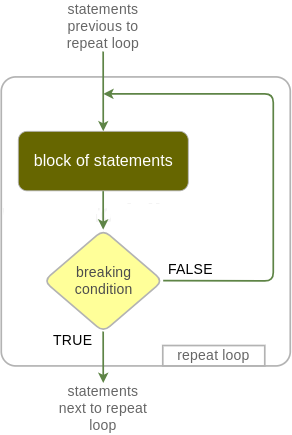 statements
previous to
repeat loop
block of statements
breaking
condition
FALSE
TRUE
repeat loop
statements
next to repeat
loop